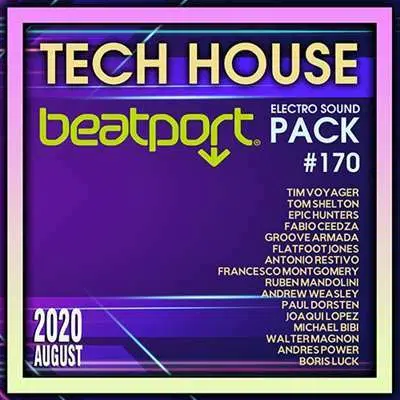 TECH HOUSE
beatport®
ELECTRO SOUND
PACK
#170
TIM VOYAGER
TOM SHELTON
EPIC HUNTERS
FABIO CEEDZA
GROOVE ARMADA
FLATFOOT JONES
ANTONIO RESTIVO
FRANCESCO MONTGOMERY
RUBEN MANDOLINI
ANDREW WEASLEY
PAUL DORSTEN
JOAQUI LOPEZ
MICHAEL BIBI
WALTER MAGNON
ANDRES POWER
BORIS LUCK
2020
AUGUST